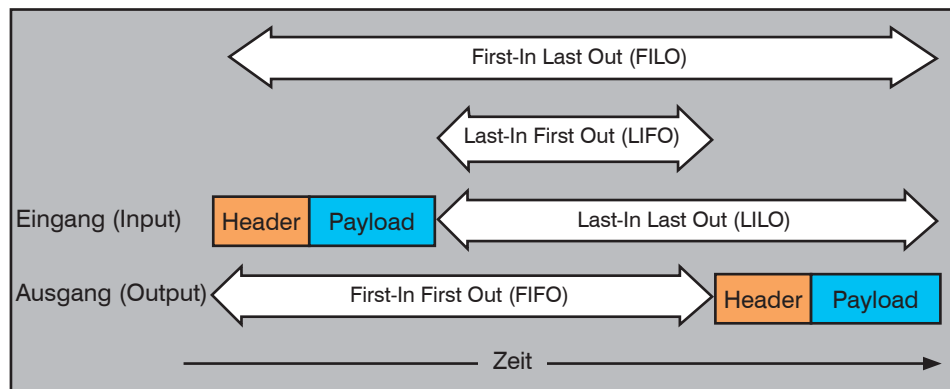 First-In Last Out (FILO)
Last-In First Out (LIFO)
Eingang (Input) Header Payload Last-In Last Out (LILO)
Ausgang (Output) First-In First Out (FIFO) Header Payload
Zeit